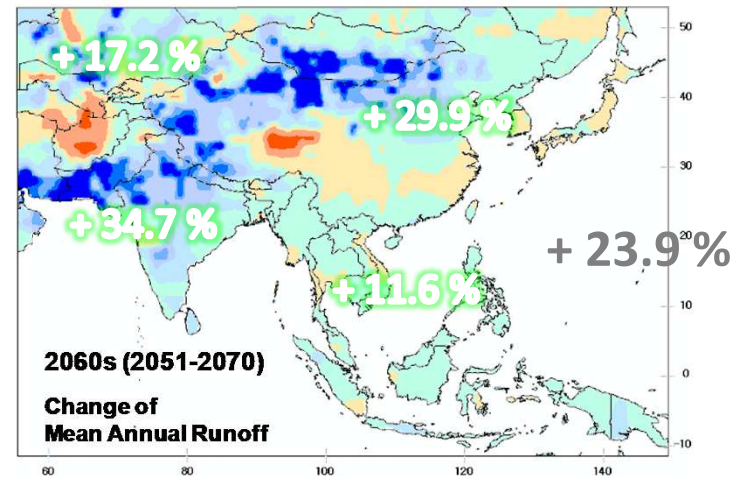 50
+ 17.2 %
40
+ 29.9 %
30
+ 34.7 %
20
+ 23.9 %
+ 11.6 %
10
2060s (2051-2070)
0
Change of
Mean Annual Runoff
-10
60 80 100 120 140